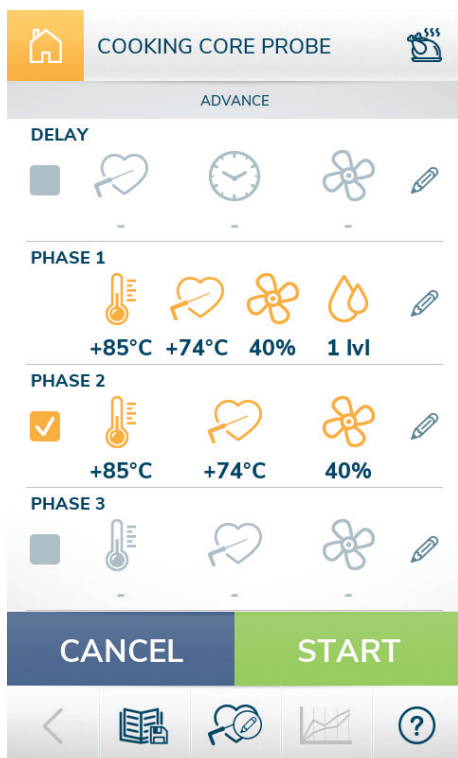 COOKING CORE PROBE
ADVANCE
DELAY
- - -
PHASE 1
+85°C +74°C 40% 1 lvl
PHASE 2
+85°C +74°C 40%
PHASE 3
- - -
CANCEL START
?